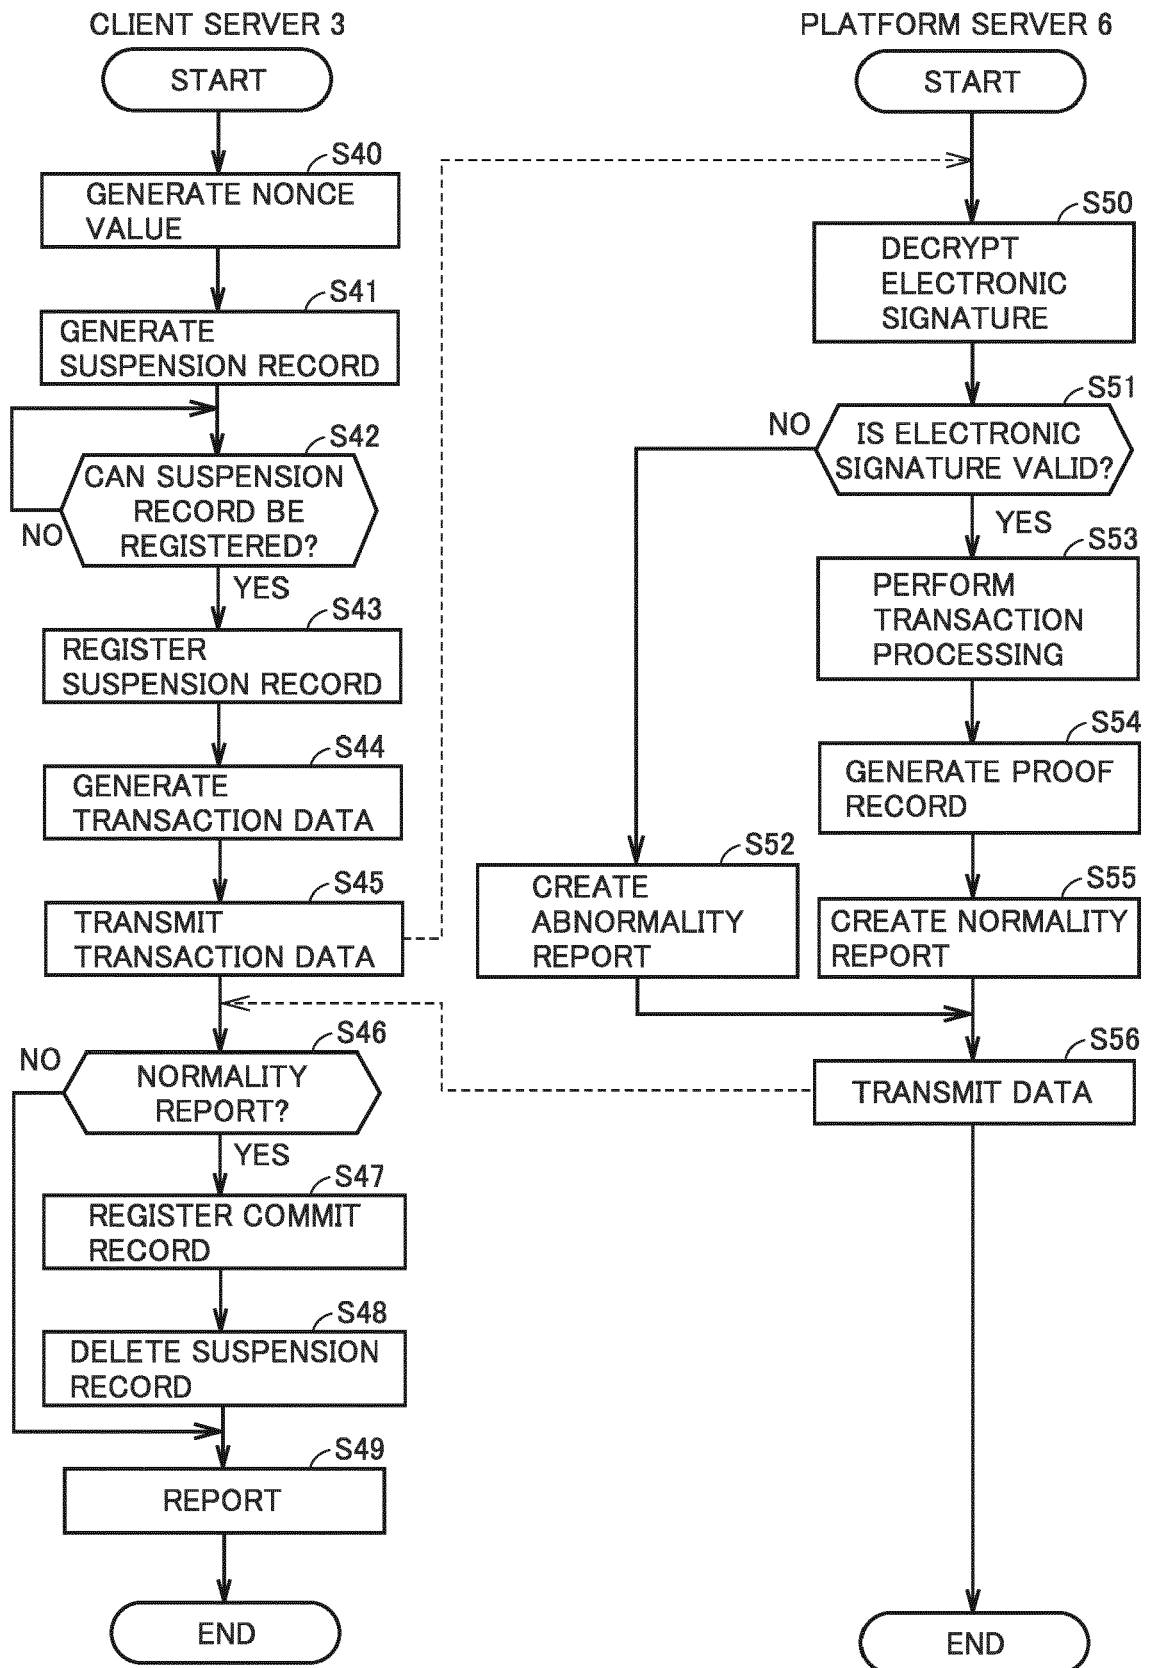 CLIENT SERVER 3
START
S40
GENERATE NONCE
VALUE
S41
GENERATE
SUSPENSION RECORD
S42
CAN SUSPENSION
RECORD BE
REGISTERED?
NO
YES
S43
REGISTER
SUSPENSION RECORD
S44
GENERATE
TRANSACTION DATA
S45
TRANSMIT
TRANSACTION DATA
S46
NO
NORMALITY
REPORT?
YES
S47
REGISTER COMMIT
RECORD
S48
DELETE SUSPENSION
RECORD
S49
REPORT
END
PLATFORM SERVER 6
START
S50
DECRYPT
ELECTRONIC
SIGNATURE
S51
NO
IS ELECTRONIC
SIGNATURE VALID?
YES
S53
PERFORM
TRANSACTION
PROCESSING
S54
GENERATE PROOF
RECORD
S52
CREATE
ABNORMALITY
REPORT
S55
CREATE NORMALITY
REPORT
S56
TRANSMIT DATA
END